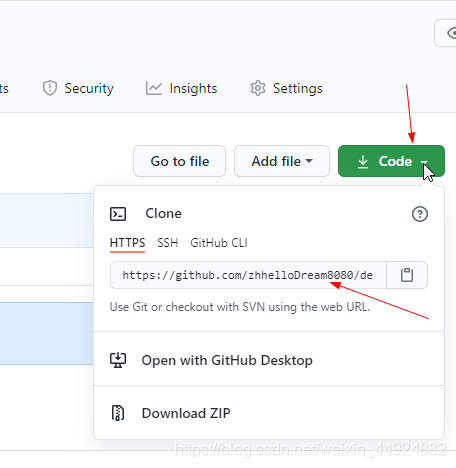 ts Security Insights Settings
Go to file Add file Code
Clone
HTTPS SSH GitHub CLI
https://github.com/zhhelloDream8080/de
Use Git or checkout with SVN using the web URL.
Open with GitHub Desktop
Download ZIP
https://blog.csdn.net/weixin_44924882